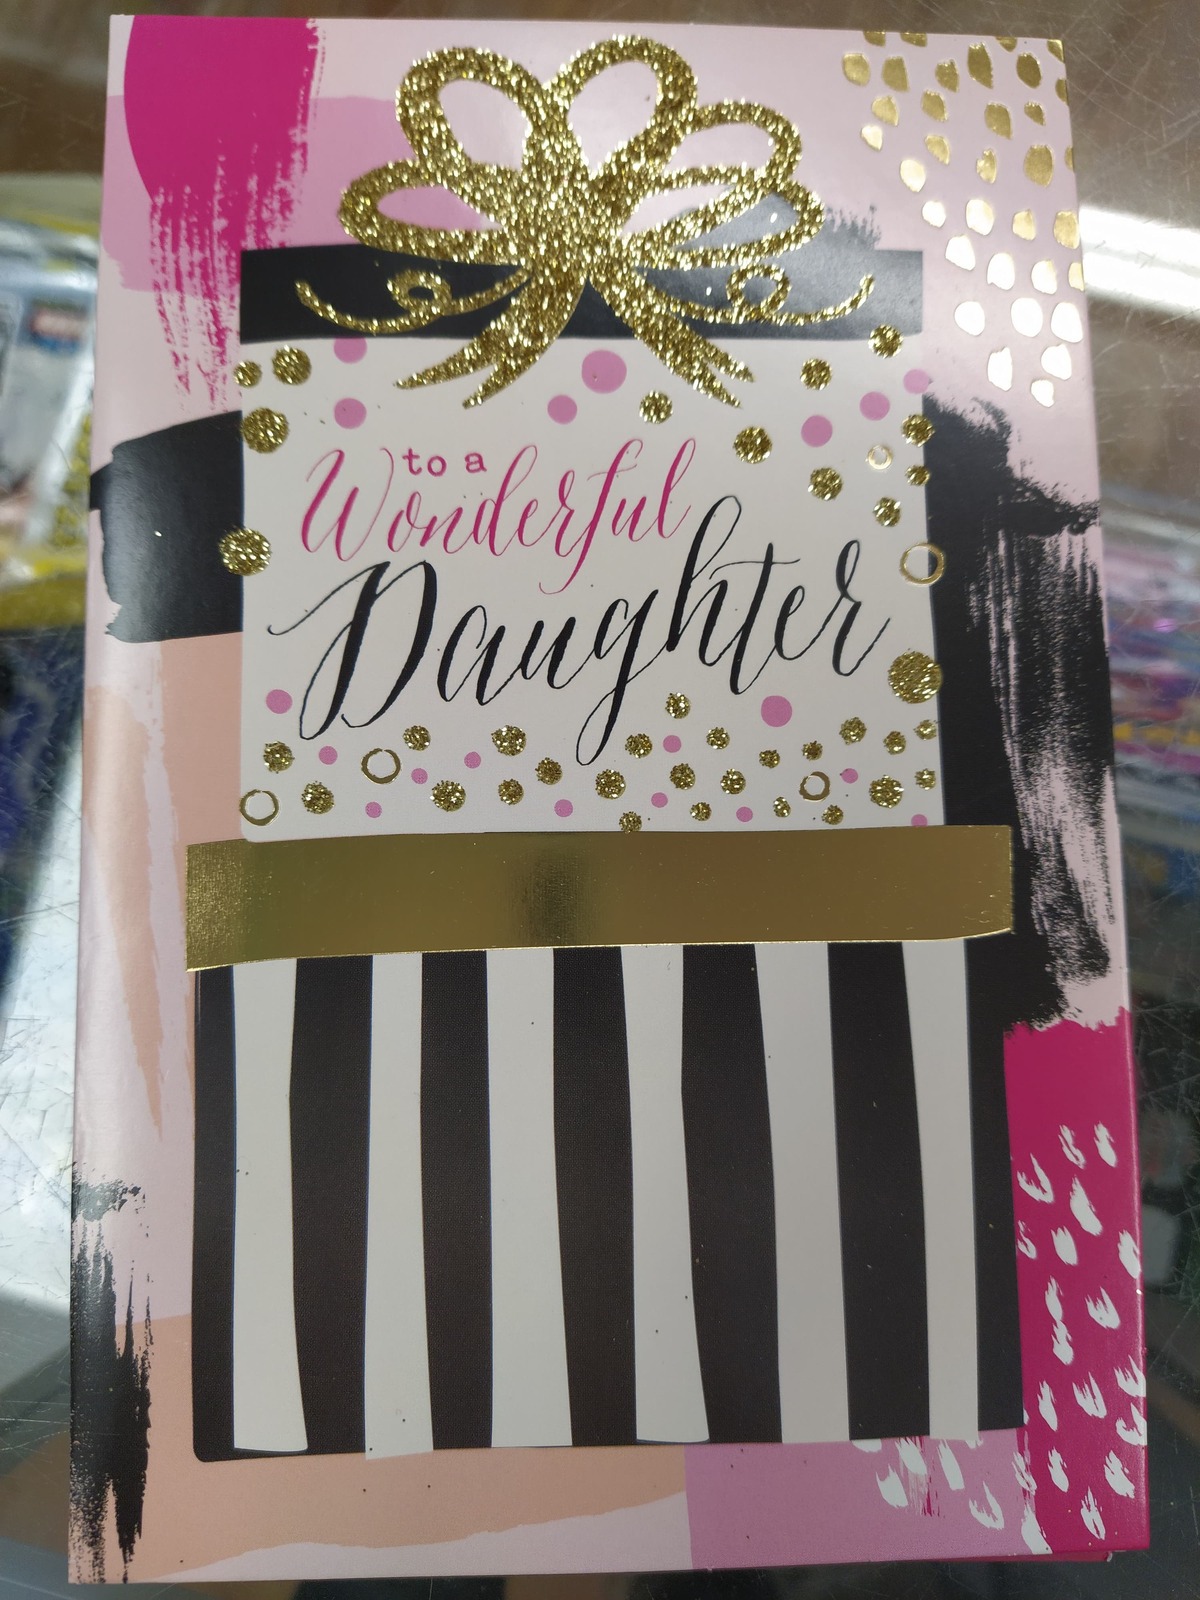 to a
Wonderful
Daughter